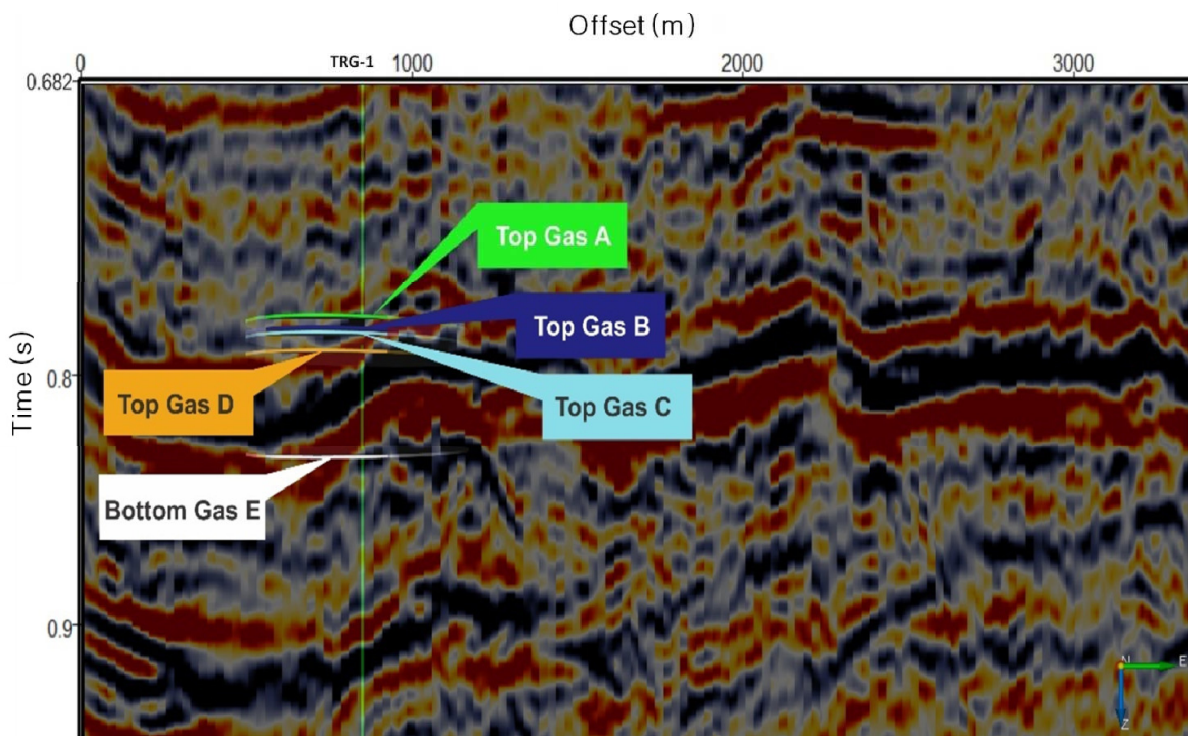 Offset (m)
0
TRG-1
1000
2000
3000
0.682
Top Gas A
Top Gas B
Time (s)
0.8
Top Gas D
Top Gas C
Bottom Gas E
0.9
N
E
Z